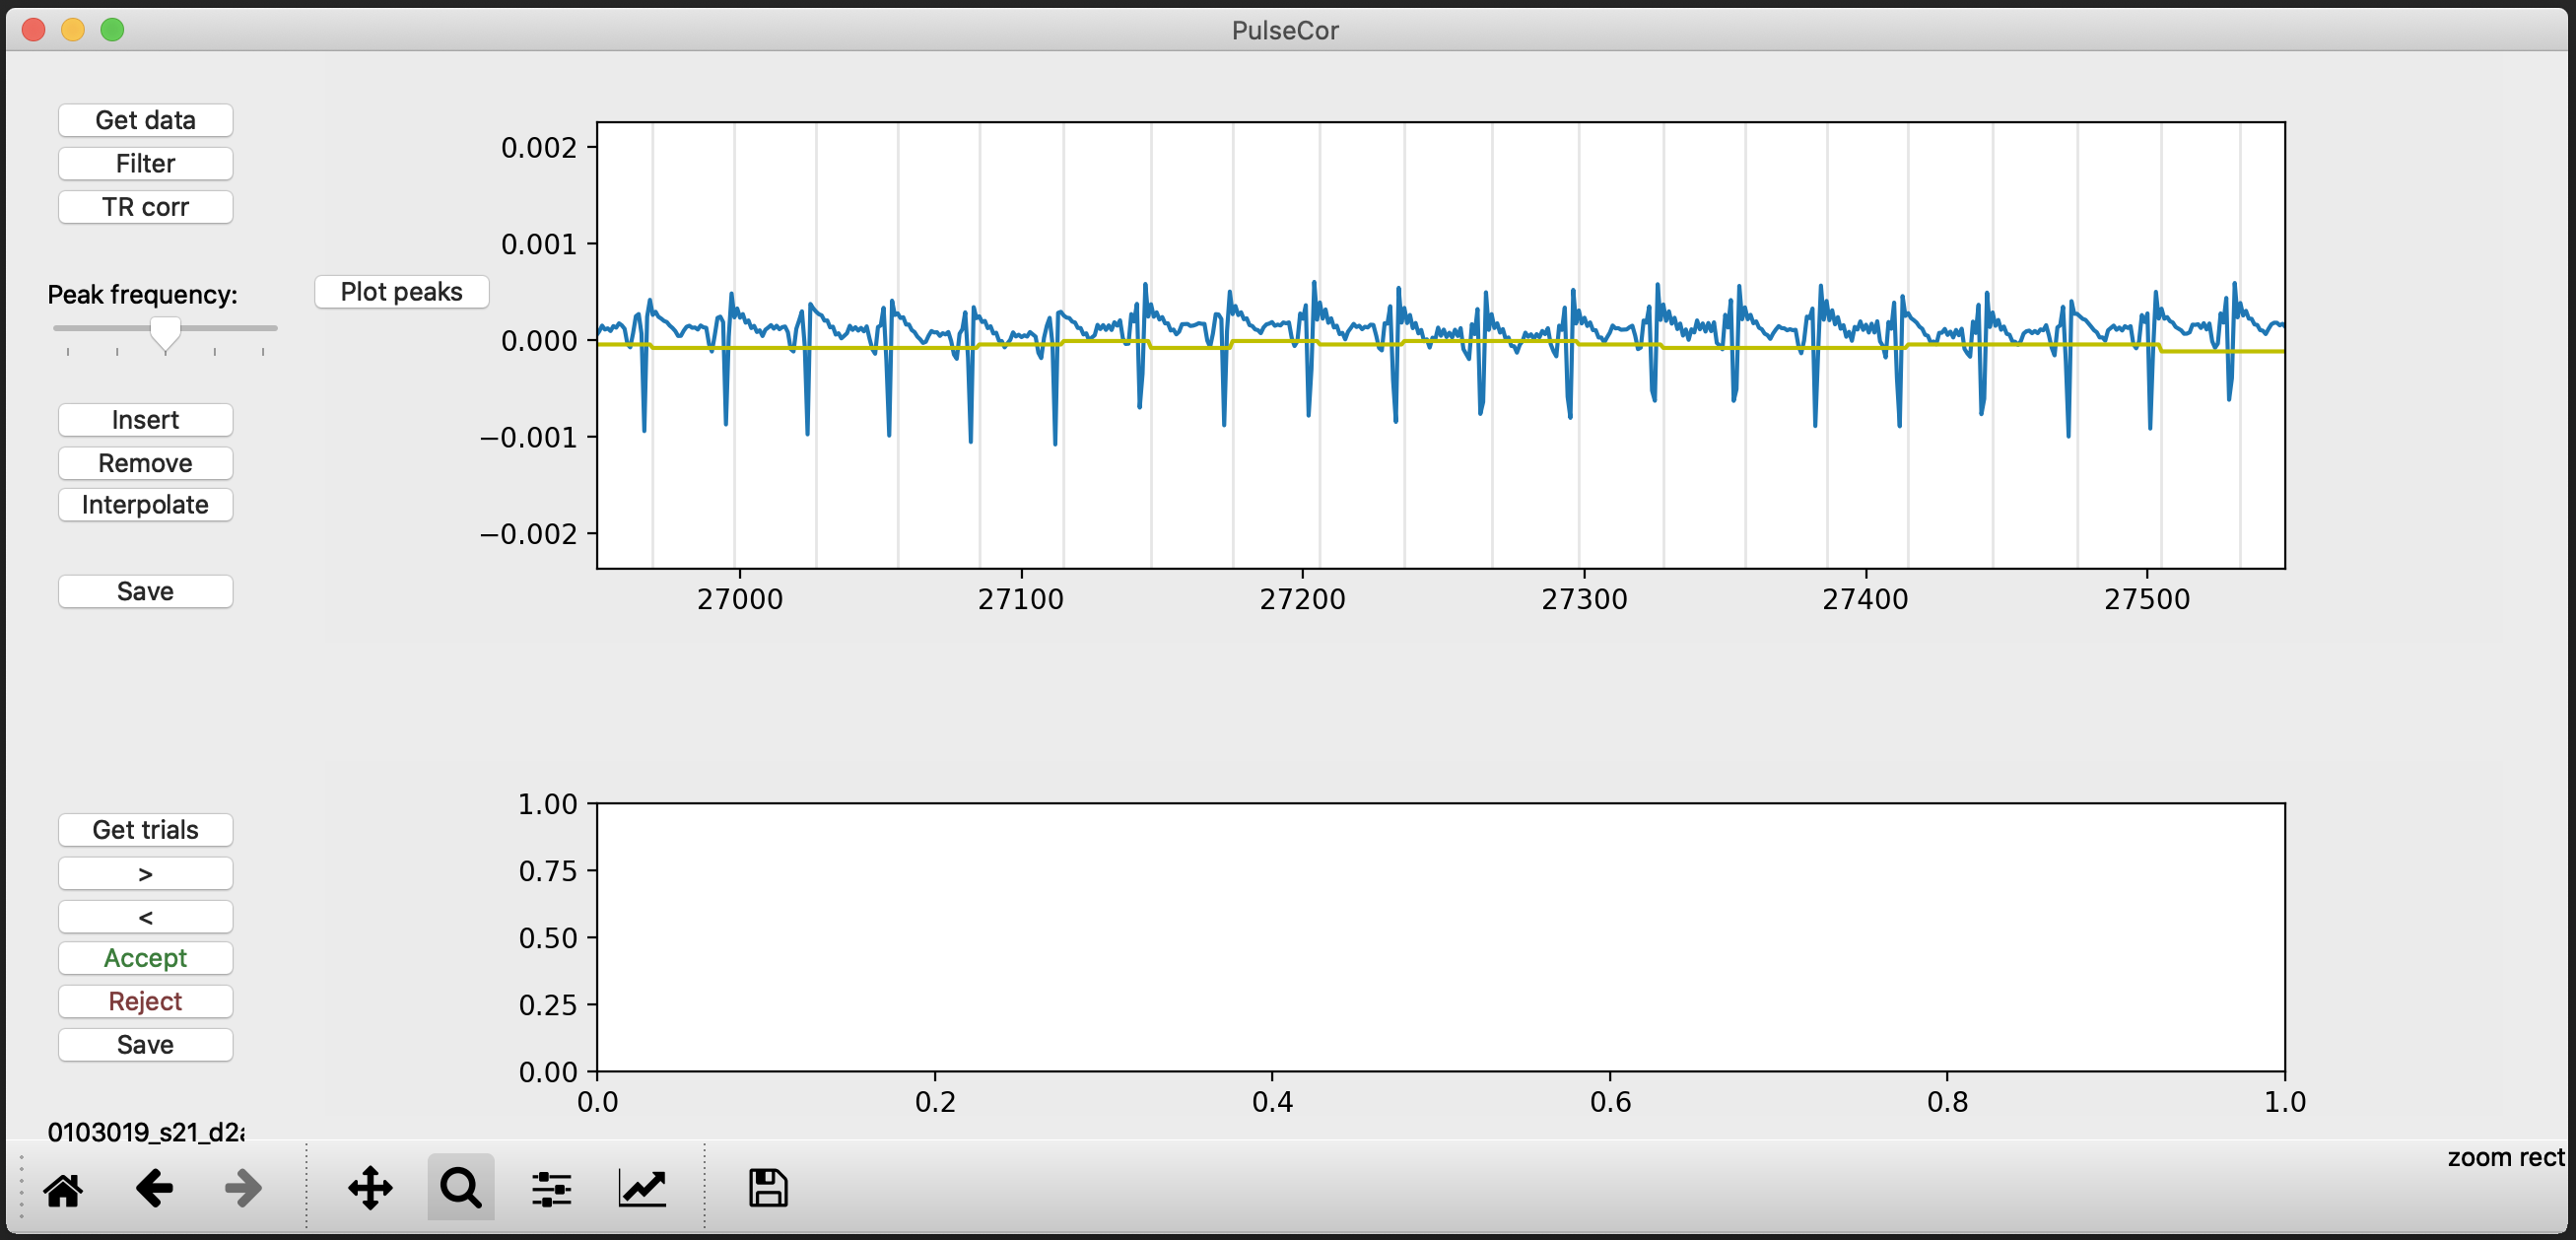 PulseCor
Get data
Filter
TR corr
Peak frequency:
Plot peaks
Insert
Remove
Interpolate
Save
0.002
0.001
0.000
−0.001
−0.002
27000 27100 27200 27300 27400 27500
Get trials
>
<
Accept
Reject
Save
1.00
0.75
0.50
0.25
0.00
0.0 0.2 0.4 0.6 0.8 1.0
0103019_s21_d2
zoom rect